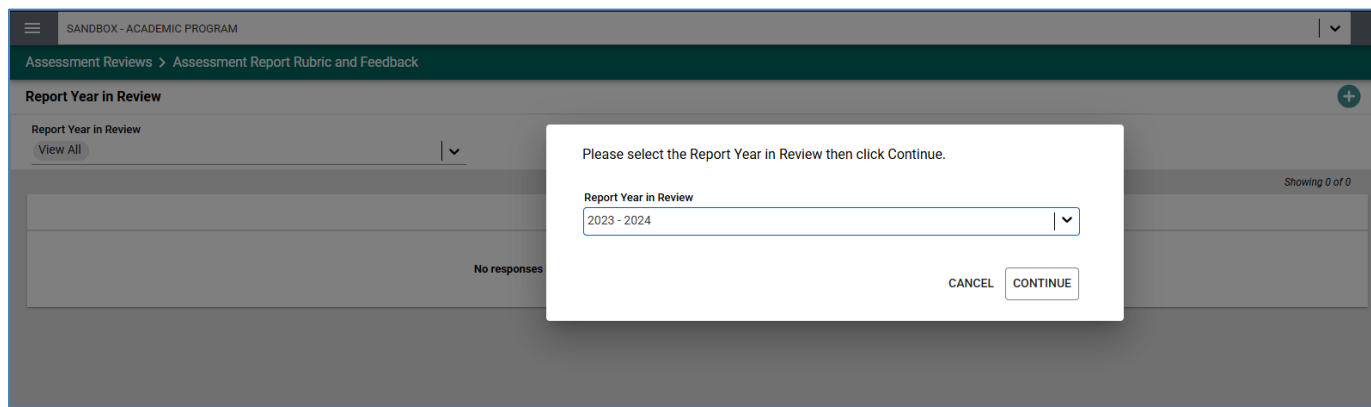 SANDBOX - ACADEMIC PROGRAM
Assessment Reviews > Assessment Report Rubric and Feedback
Report Year in Review
Report Year in Review
View All
Showing 0 of 0
No responses
Please select the Report Year in Review then click Continue.
Report Year in Review
2023 - 2024
CANCEL CONTINUE